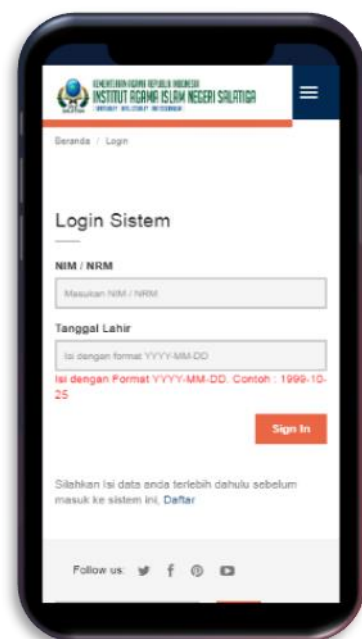 KEMENTERIAN AGAMA REPUBLIK INDONESIA
INSTITUT AGAMA ISLAM NEGERI SALATIGA
SALATIGA
Beranda / Login
Login Sistem
NIM / NRM
Masukan NIM / NRM
Tanggal Lahir
Isi dengan format YYYY-MM-DD
Isi dengan Format YYYY-MM-DD. Contoh : 1999-10-
25
Sign In
Silahkan Isi data anda terlebih dahulu sebelum
masuk ke sistem ini, Daftar
Follow us: